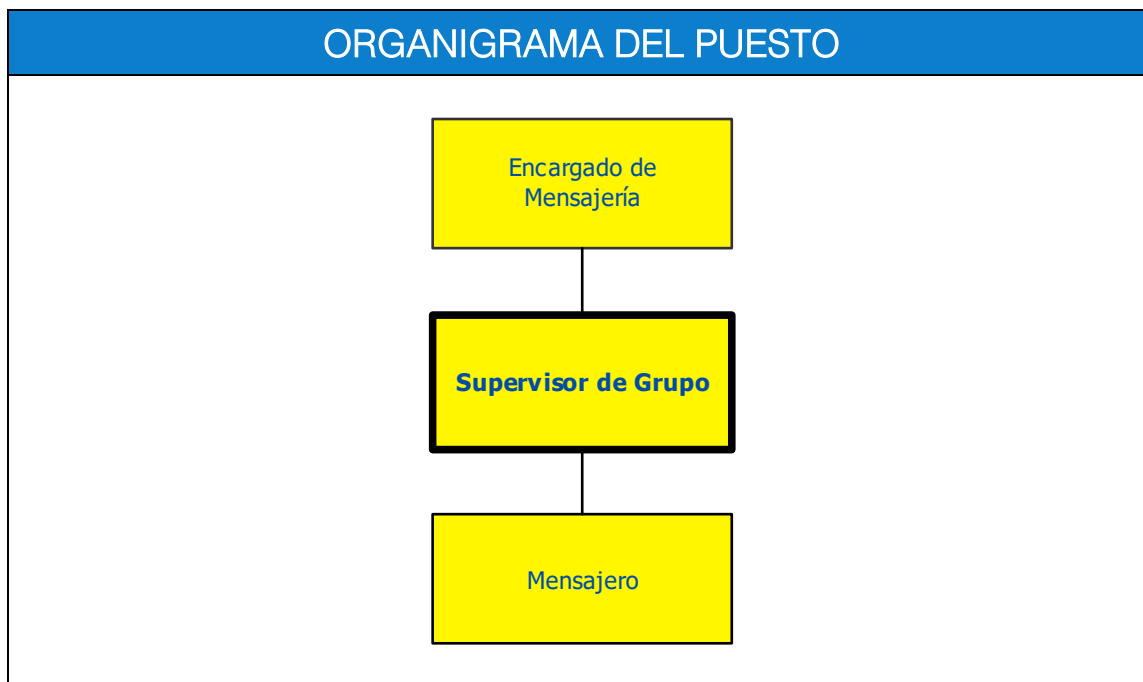 ORGANIGRAMA DEL PUESTO
Encargado de
Mensajería
Supervisor de Grupo
Mensajero